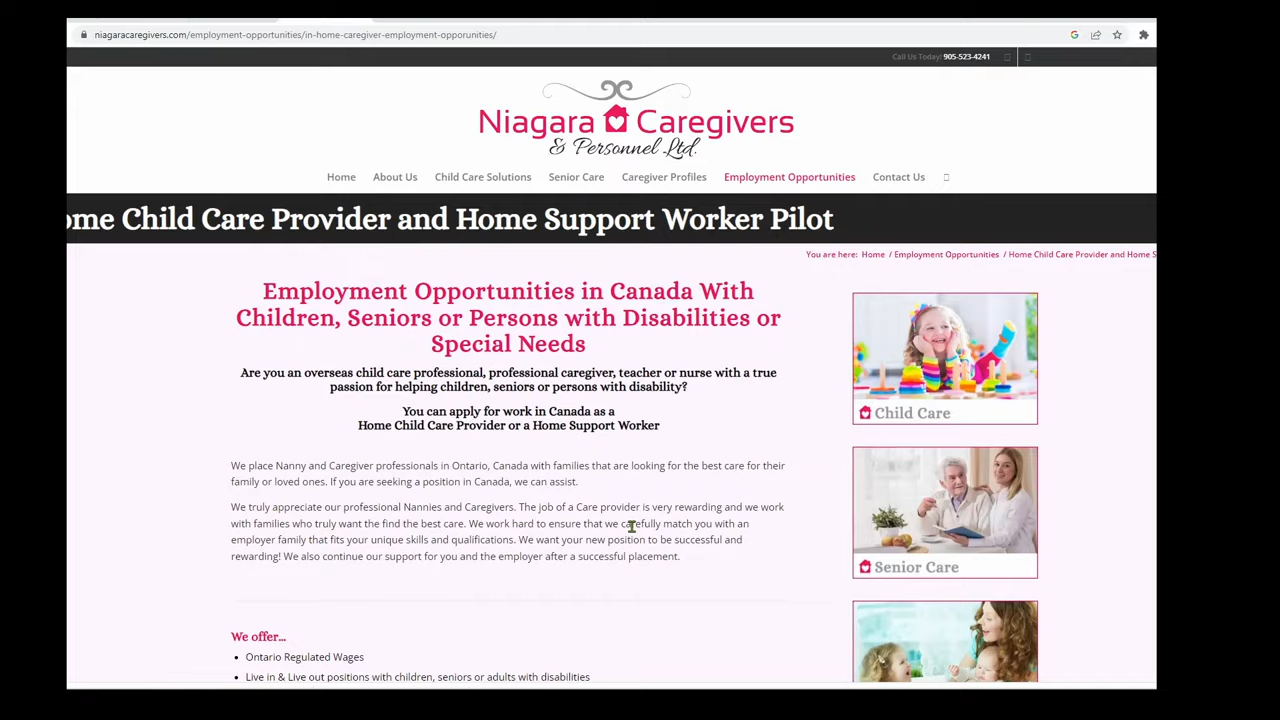 niagaracaregivers.com/employment-opportunities/in-home-caregiver-employment-opporunities/
Call Us Today: 905-523-4241
Niagara Caregivers
& Personnel Ltd.
Home About Us Child Care Solutions Senior Care Caregiver Profiles Employment Opportunities Contact Us
ome Child Care Provider and Home Support Worker Pilot
You are here: Home / Employment Opportunities / Home Child Care Provider and Home S
Employment Opportunities in Canada With
Children, Seniors or Persons with Disabilities or
Special Needs
Are you an overseas child care professional, professional caregiver, teacher or nurse with a true
passion for helping children, seniors or persons with disability?
You can apply for work in Canada as a
Home Child Care Provider or a Home Support Worker
We place Nanny and Caregiver professionals in Ontario, Canada with families that are looking for the best care for their
family or loved ones. If you are seeking a position in Canada, we can assist.
We truly appreciate our professional Nannies and Caregivers. The job of a Care provider is very rewarding and we work
with families who truly want the find the best care. We work hard to ensure that we carefully match you with an
employer family that fits your unique skills and qualifications. We want your new position to be successful and
rewarding! We also continue our support for you and the employer after a successful placement.
We offer...
• Ontario Regulated Wages
• Live in & Live out positions with children, seniors or adults with disabilities
Child Care
Senior Care